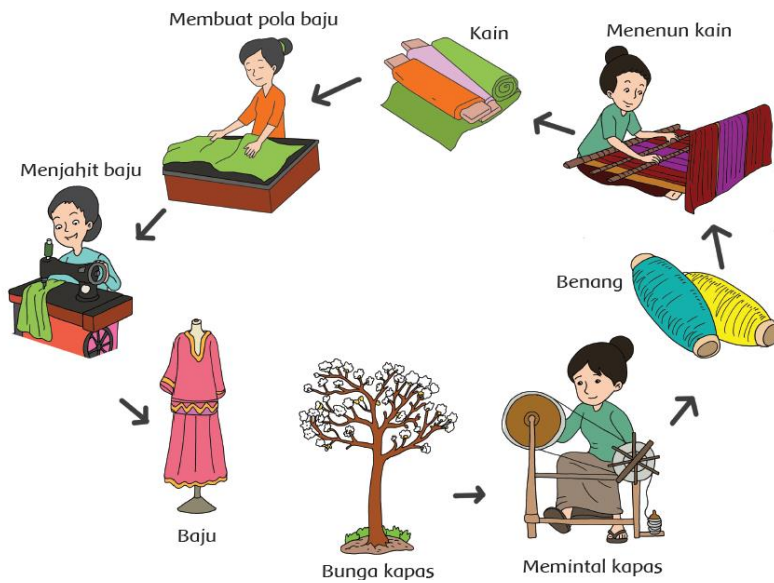 Membuat pola baju
Kain
Menenun kain
Menjahit baju
Benang
Baju
Bunga kapas
Memintal kapas